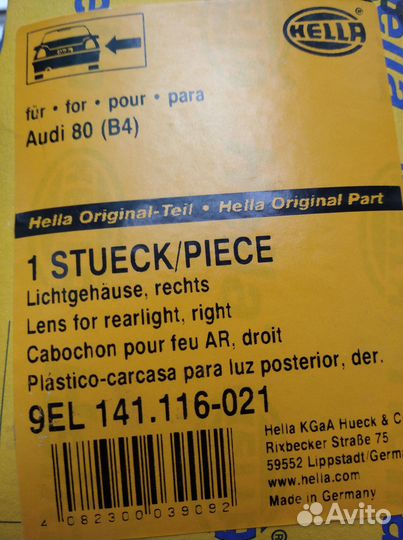 HELLA
für • for • pour • para
Audi 80 (B4)
Hella Original-Teil • Hella Original Part
1 STUECK/PIECE
Lichtgehäuse, rechts
Lens for rearlight, right
Cabochon pour feu AR, droit
Plástico-carcasa para luz posterior, der.
9EL 141.116-021
Hella KGaA Hueck & C
Rixbecker Straße 75
59552 Lippstadt/German
www.hella.com
Made in Germany
4 082300 039092
Avito